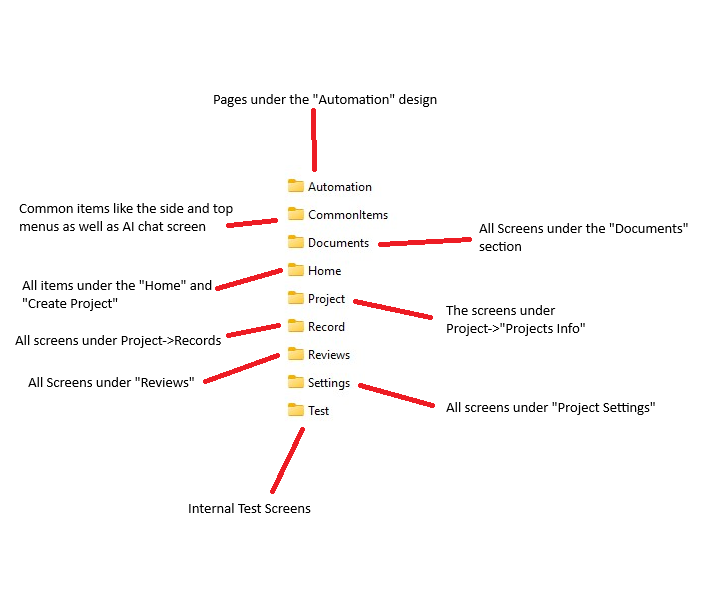 Pages under the "Automation" design
Automation
Common items like the side and top
menus as well as AI chat screen
CommonItems
Documents
All Screens under the "Documents"
section
Home
All items under the "Home" and
"Create Project"
Project
The screens under
Project->"Projects Info"
Record
All screens under Project->Records
Reviews
All Screens under "Reviews"
Settings
All screens under "Project Settings"
Test
Internal Test Screens